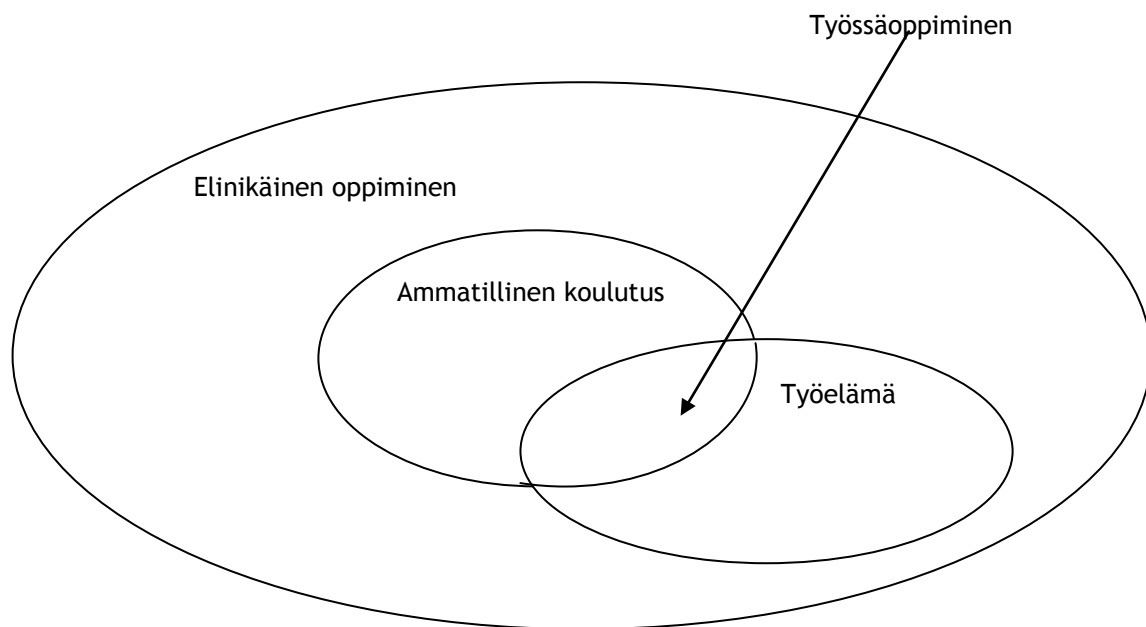 Työssäoppiminen
Elinikäinen oppiminen
Ammatillinen koulutus
Työelämä